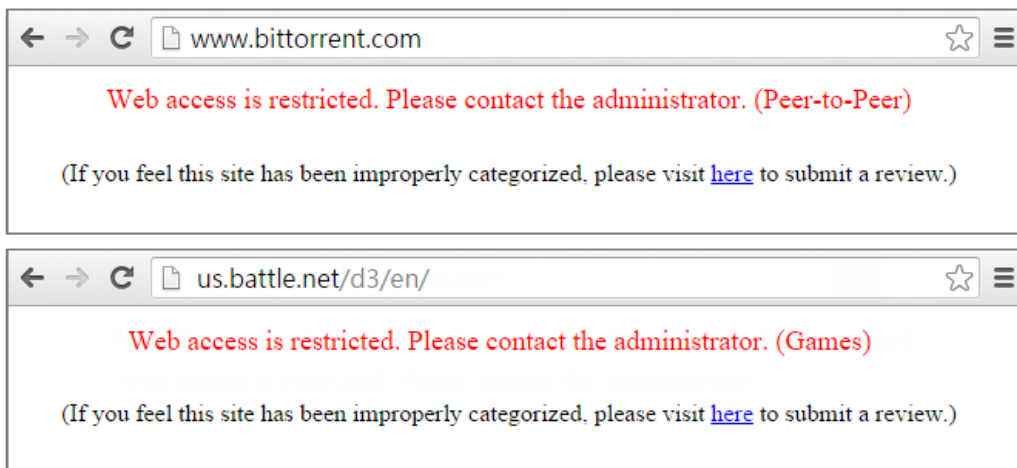 www.bittorrent.com
Web access is restricted. Please contact the administrator. (Peer-to-Peer)
(If you feel this site has been improperly categorized, please visit here to submit a review.)
us.battle.net/d3/en/
Web access is restricted. Please contact the administrator. (Games)
(If you feel this site has been improperly categorized, please visit here to submit a review.)